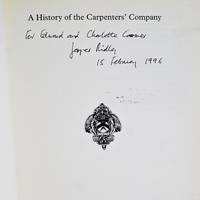 A History of the Carpenters' Company
For Edward and Charlotte
Jasper Ridley
15 February 1996